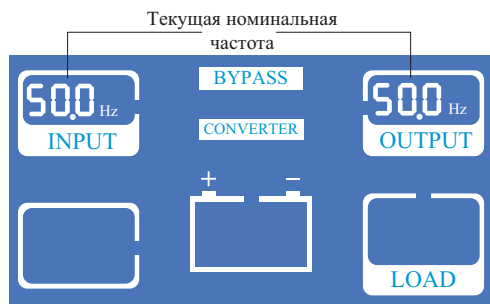 Текущая номинальная
частота
50.0 Hz
INPUT
BYPASS
CONVERTER
50.0 Hz
OUTPUT
+ −
LOAD